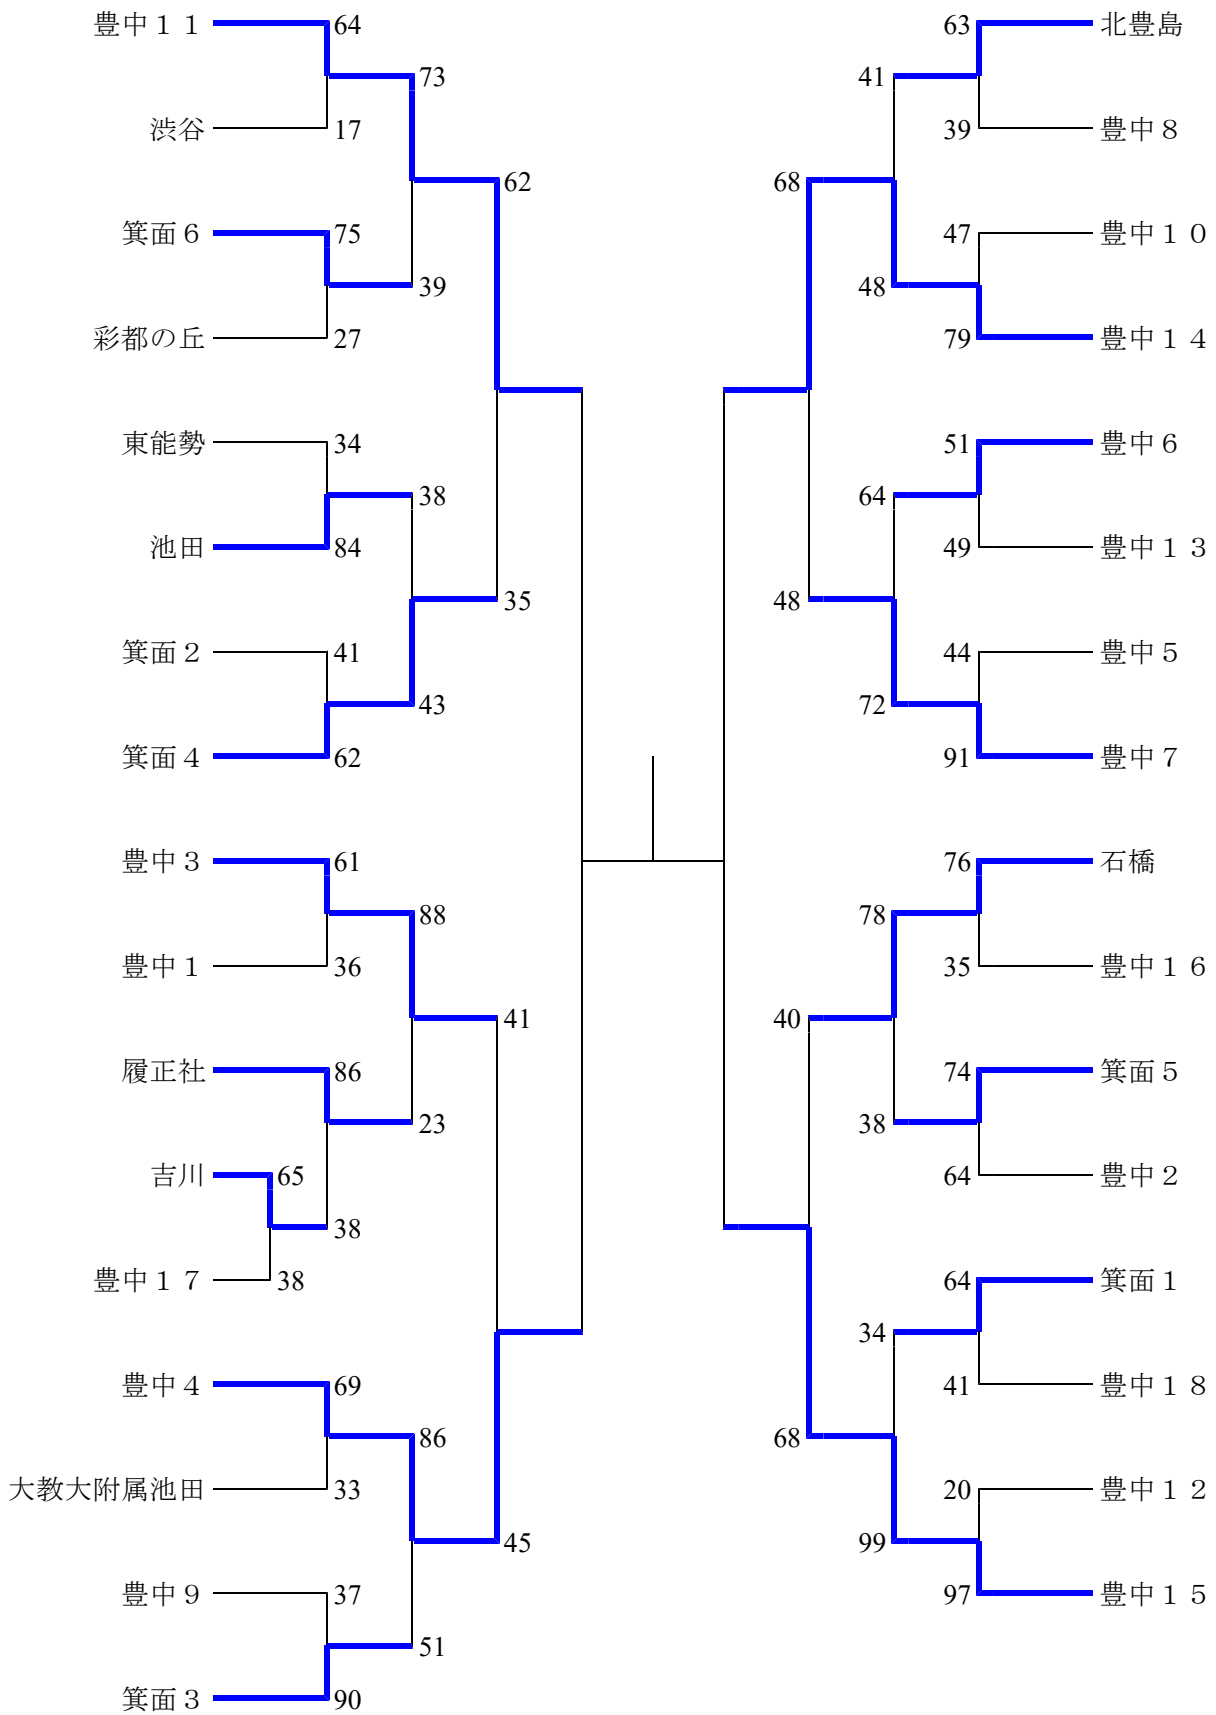 豊中１１ 64 63 北豊島
73 41
渋谷 17 39 豊中８
62 68
箕面６ 75 47 豊中１０
39 48
彩都の丘 27 79 豊中１４
東能勢 34 51 豊中６
38 64
池田 84 49 豊中１３
35 48
箕面２ 41 44 豊中５
43 72
箕面４ 62 91 豊中７
豊中３ 61 76 石橋
88 78
豊中１ 36 35 豊中１６
41 40
履正社 86 74 箕面５
23 38
吉川 65 64 豊中２
38
豊中１７ 38 64 箕面１
34
豊中４ 69 41 豊中１８
86 68
大教大附属池田 33 20 豊中１２
45 99
豊中９ 37 97 豊中１５
51
箕面３ 90